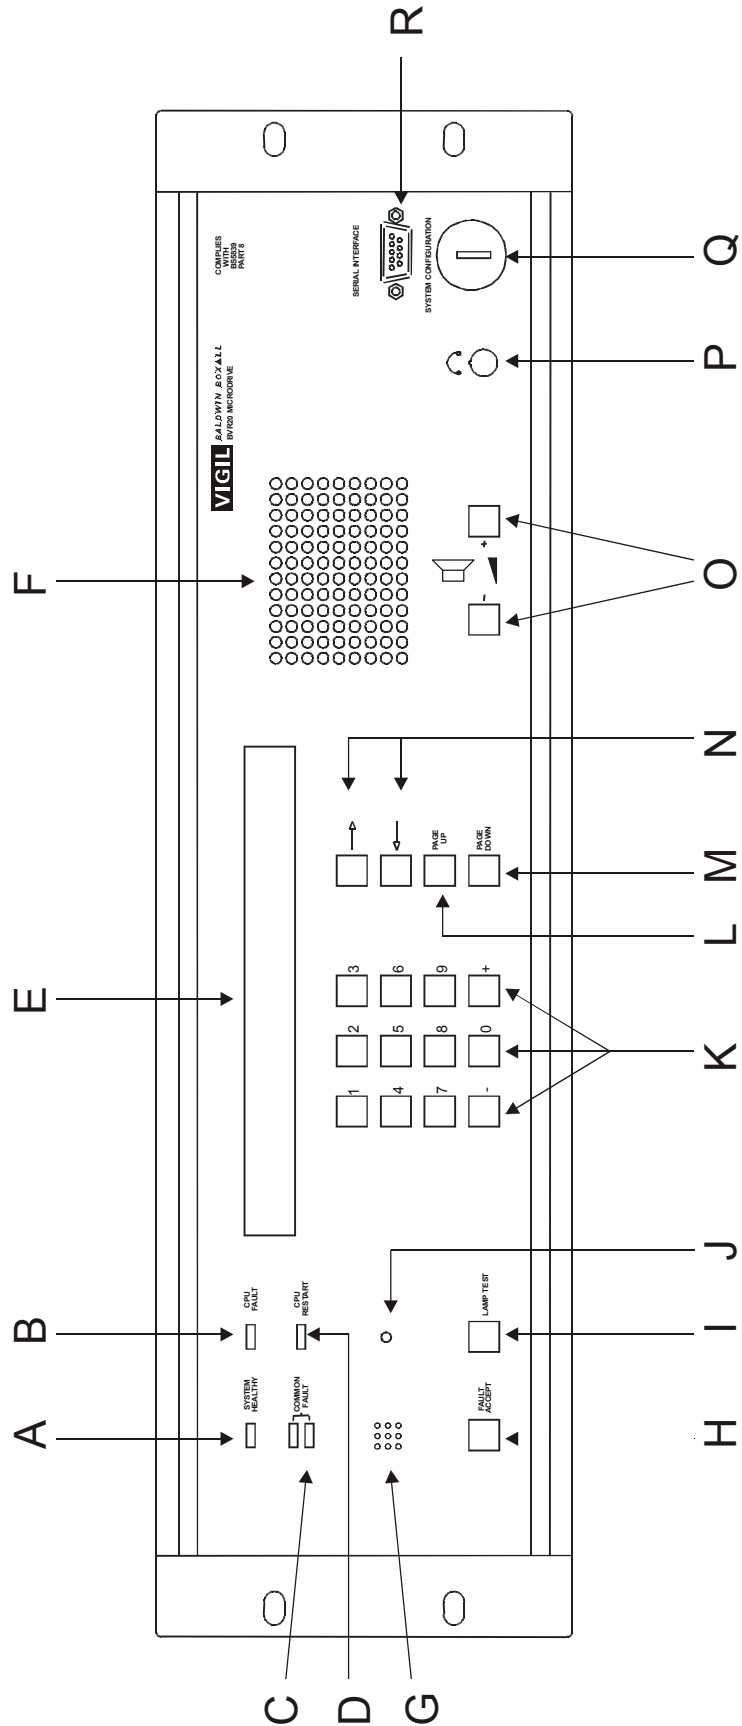 A
B
E
F
SYSTEM
HEALTHY
CPU
FAULT
VIGIL
BALDWIN BOXALL
BVR20 MICRODRIVE
COMPLIES
WITH
BS5839
PART 8
COMMON
FAULT
CPU
RESTART
SERIAL INTERFACE
SYSTEM CONFIGURATION
1 2 3
4 5 6
7 8 9
- 0 +
PAGE
UP
PAGE
DOWN
- +
FAULT
ACCEPT
LAMP TEST
C
D
G
H
I
J
K
L
M
N
O
P
Q
R